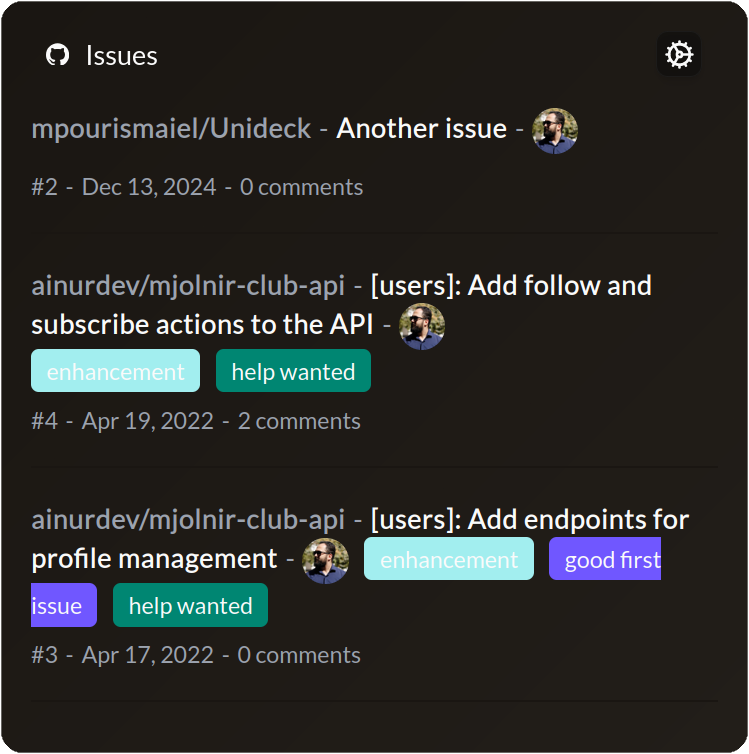 Issues
mpourismaiel/Unideck - Another issue -
#2 - Dec 13, 2024 - 0 comments
ainurdev/mjolnir-club-api - [users]: Add follow and
subscribe actions to the API -
enhancement help wanted
#4 - Apr 19, 2022 - 2 comments
ainurdev/mjolnir-club-api - [users]: Add endpoints for
profile management - enhancement good first
issue help wanted
#3 - Apr 17, 2022 - 0 comments